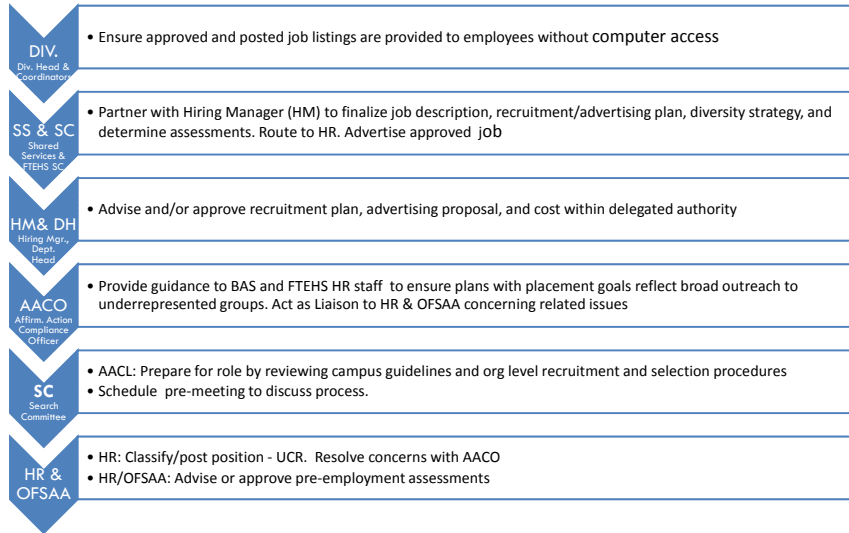 DIV.
Div. Head &
Coordinators
• Ensure approved and posted job listings are provided to employees without computer access
SS & SC
Shared
Services &
FTEHS SC
• Partner with Hiring Manager (HM) to finalize job description, recruitment/advertising plan, diversity strategy, and
determine assessments. Route to HR. Advertise approved job
HM& DH
Hiring Mgr.,
Dept.
Head
• Advise and/or approve recruitment plan, advertising proposal, and cost within delegated authority
AACO
Affirm. Action
Compliance
Officer
• Provide guidance to BAS and FTEHS HR staff to ensure plans with placement goals reflect broad outreach to
underrepresented groups. Act as Liaison to HR & OFSAA concerning related issues
SC
Search
Committee
• AACL: Prepare for role by reviewing campus guidelines and org level recruitment and selection procedures
• Schedule pre-meeting to discuss process.
HR &
OFSAA
• HR: Classify/post position - UCR. Resolve concerns with AACO
• HR/OFSAA: Advise or approve pre-employment assessments